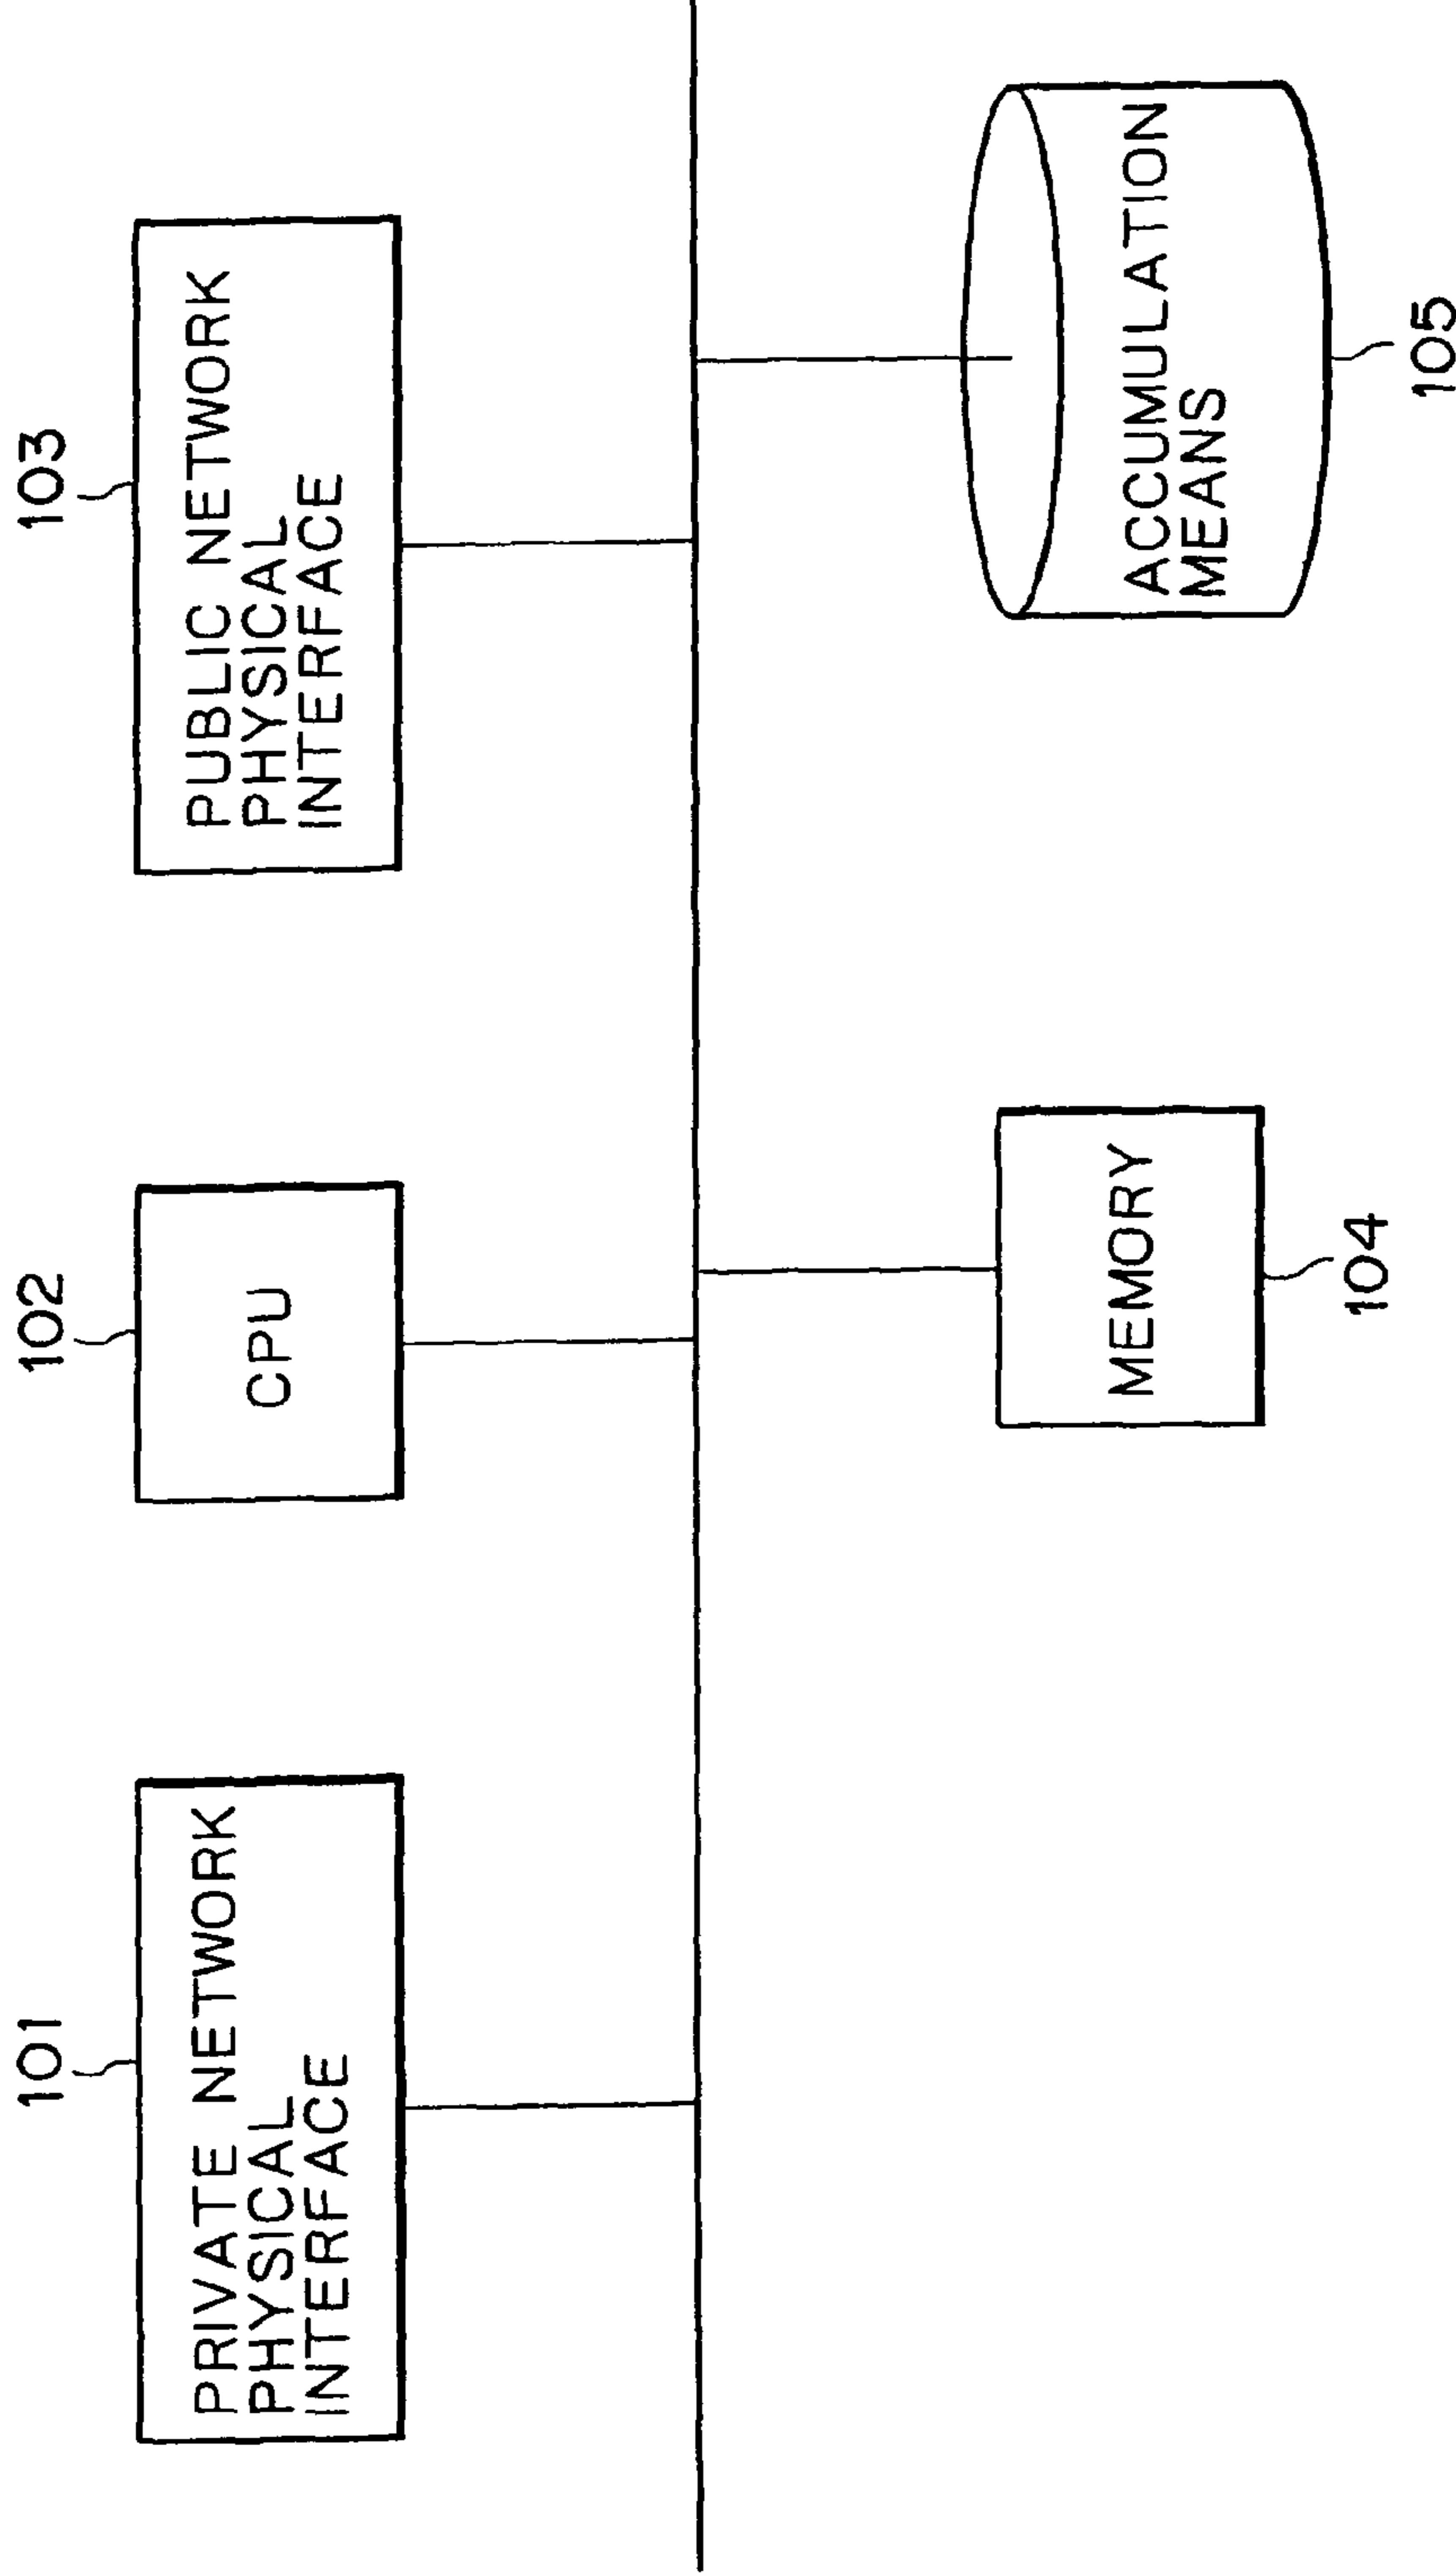 101
PRIVATE NETWORK
PHYSICAL
INTERFACE
102
CPU
103
PUBLIC NETWORK
PHYSICAL
INTERFACE
MEMORY
104
ACCUMULATION
MEANS
105